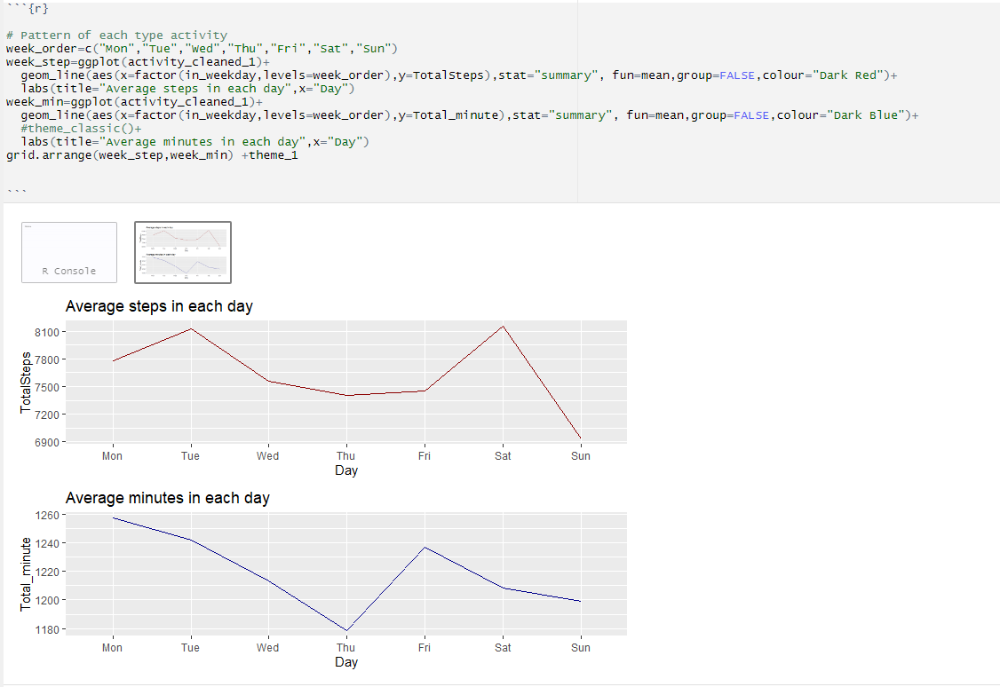 ```{r}
# Pattern of each type activity
week_order=c("Mon","Tue","Wed","Thu","Fri","Sat","Sun")
week_step=ggplot(activity_cleaned_1)+
  geom_line(aes(x=factor(in_weekday,levels=week_order),y=TotalSteps),stat="summary", fun=mean,group=FALSE,colour="Dark Red")+
  labs(title="Average steps in each day",x="Day")
week_min=ggplot(activity_cleaned_1)+
  geom_line(aes(x=factor(in_weekday,levels=week_order),y=Total_minute),stat="summary", fun=mean,group=FALSE,colour="Dark Blue")+
  #theme_classic()+
  labs(title="Average minutes in each day",x="Day")
grid.arrange(week_step,week_min) +theme_1
```
R Console
Average steps in each day
TotalSteps
8100
7800
7500
7200
6900
Mon Tue Wed Thu Fri Sat Sun
Day
Average minutes in each day
Total_minute
1260
1240
1220
1200
1180
Mon Tue Wed Thu Fri Sat Sun
Day